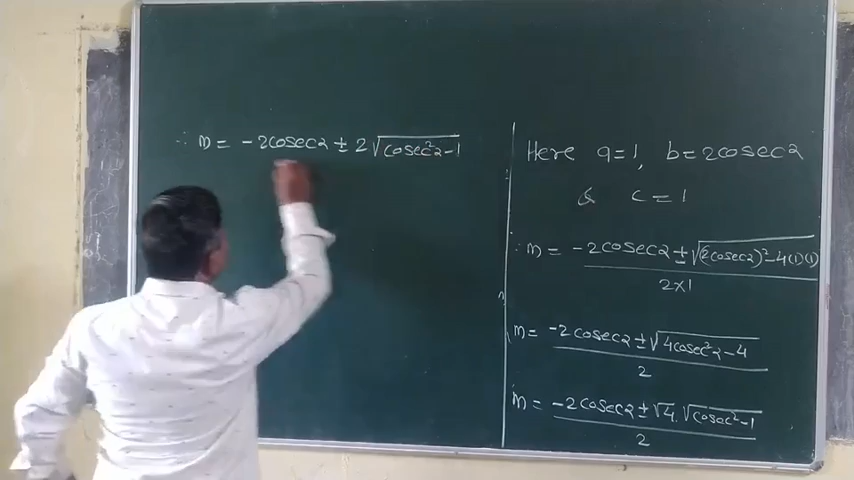 ∴ m = -2cosec2 ± 2√cosec²2-1
Here a=1, b=2cosec2
& c=1
∴ m = -2cosec2±√(2cosec2)²-4(1)(1)
2×1
m = -2cosec2±√4cosec²2-4
2
m = -2cosec2±√4.√cosec²-1
2